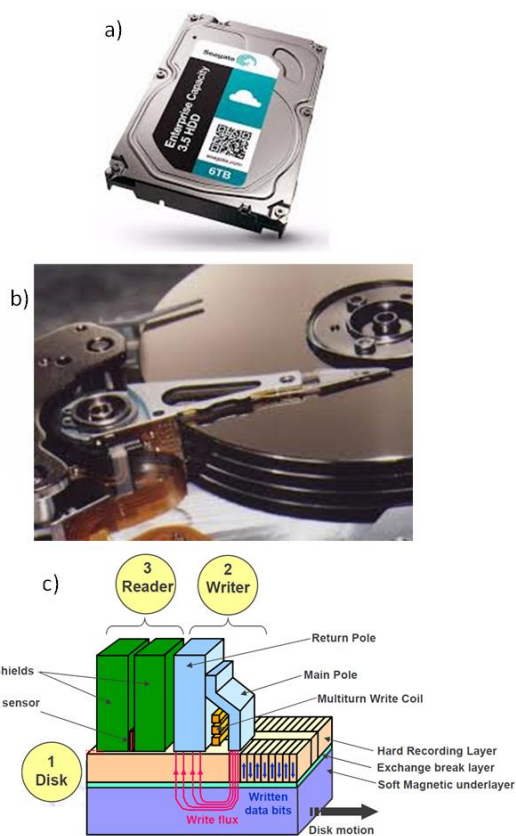 a)
Seagate
Enterprise Capacity
3.5 HDD
seagate.com
6TB
b)
c)
3
Reader
2
Writer
Return Pole
Main Pole
Multiturn Write Coil
hields
sensor
1
Disk
Hard Recording Layer
Exchange break layer
Soft Magnetic underlayer
Write flux
Written
data bits
Disk motion